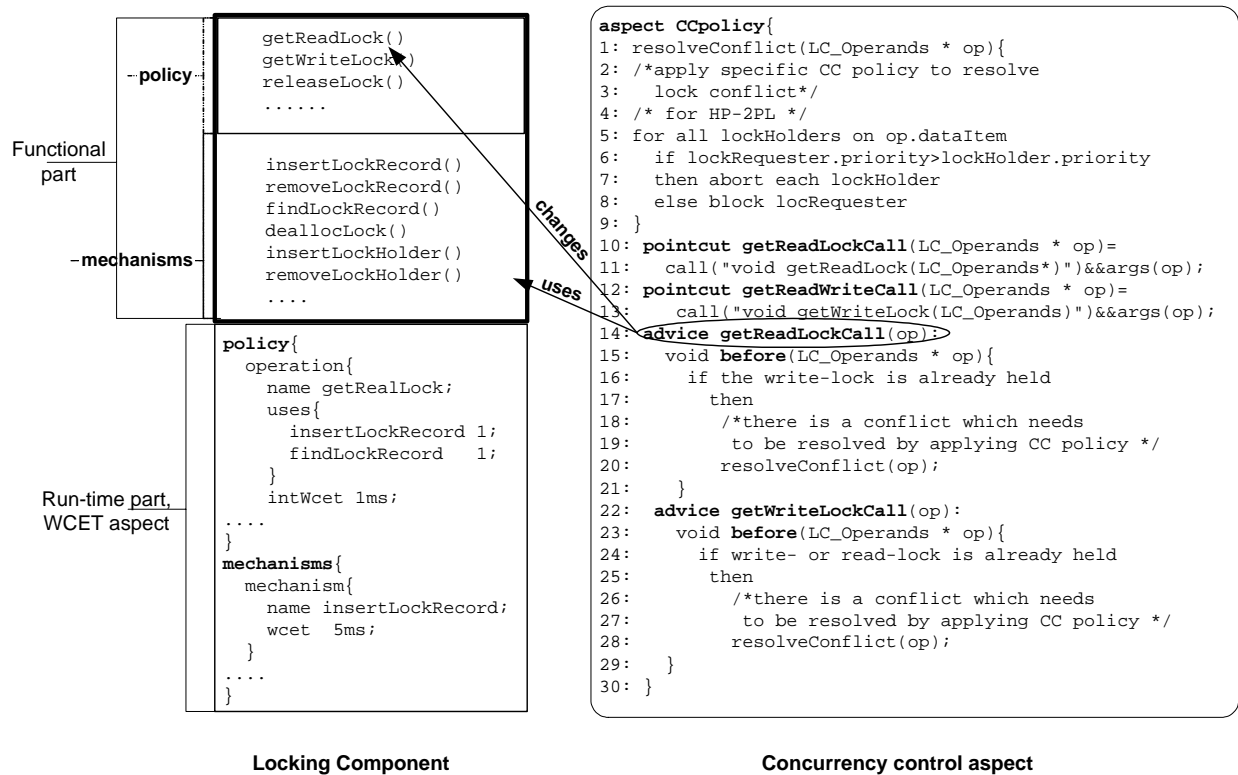 getReadLock()
getWriteLock()
releaseLock()
......
policy
Functional
part
insertLockRecord()
removeLockRecord()
findLockRecord()
deallocLock()
insertLockHolder()
removeLockHolder()
....
mechanisms
changes
uses
policy{
operation{
name getRealLock;
uses{
insertLockRecord 1;
findLockRecord 1;
}
intWcet 1ms;
....
}
mechanisms{
mechanism{
name insertLockRecord;
wcet 5ms;
}
....
}
Run-time part,
WCET aspect
Locking Component
aspect CCpolicy{
1: resolveConflict(LC_Operands * op){
2: /*apply specific CC policy to resolve
3: lock conflict*/
4: /* for HP-2PL */
5: for all lockHolders on op.dataItem
6: if lockRequester.priority>lockHolder.priority
7: then abort each lockHolder
8: else block locRequester
9: }
10: pointcut getReadLockCall(LC_Operands * op)=
11: call("void getReadLock(LC_Operands*)")&&args(op);
12: pointcut getReadWriteCall(LC_Operands * op)=
13: call("void getWriteLock(LC_Operands)")&&args(op);
14: advice getReadLockCall(op):
15: void before(LC_Operands * op){
16: if the write-lock is already held
17: then
18: /*there is a conflict which needs
19: to be resolved by applying CC policy */
20: resolveConflict(op);
21: }
22: advice getWriteLockCall(op):
23: void before(LC_Operands * op){
24: if write- or read-lock is already held
25: then
26: /*there is a conflict which needs
27: to be resolved by applying CC policy */
28: resolveConflict(op);
29: }
30: }
Concurrency control aspect